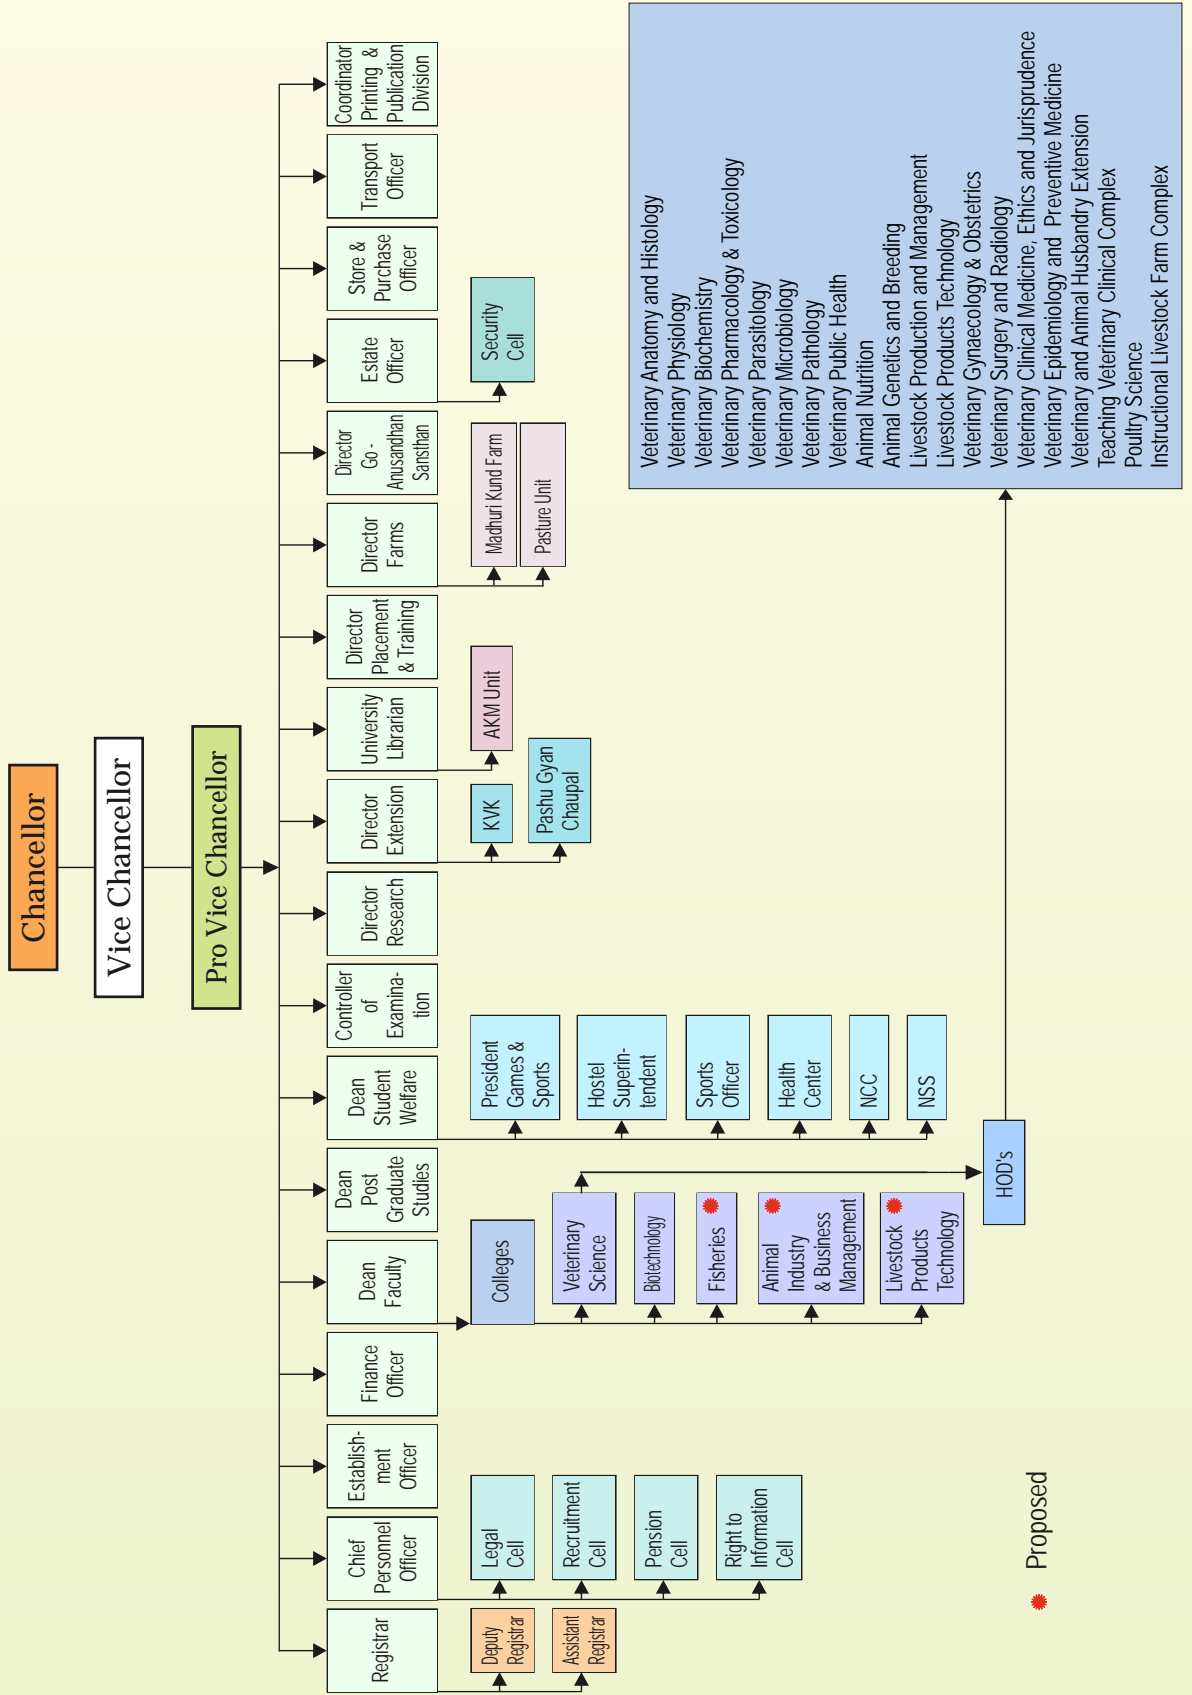 Chancellor
Vice Chancellor
Pro Vice Chancellor
Registrar
Chief
Personnel
Officer
Establish-
ment
Officer
Finance
Officer
Dean
Faculty
Dean
Post
Graduate
Studies
Dean
Student
Welfare
Controller
of
Examina-
tion
Director
Research
Director
Extension
University
Librarian
Director
Placement
& Training
Director
Farms
Director
Go -
Anusandhan
Sansthan
Estate
Officer
Store &
Purchase
Officer
Transport
Officer
Coordinator
Printing &
Publication
Division
Deputy
Registrar
Assistant
Registrar
Legal
Cell
Recruitment
Cell
Pension
Cell
Right to
Information
Cell
Colleges
Veterinary
Science
Biotechnology
Fisheries
Animal
Industry
& Business
Management
Livestock
Products
Technology
President
Games &
Sports
Hostel
Superin-
tendent
Sports
Officer
Health
Center
NCC
NSS
KVK
Pashu Gyan
Chaupal
AKM Unit
Madhuri Kund Farm
Pasture Unit
Security
Cell
HOD's
Veterinary Anatomy and Histology
Veterinary Physiology
Veterinary Biochemistry
Veterinary Pharmacology & Toxicology
Veterinary Parasitology
Veterinary Microbiology
Veterinary Pathology
Veterinary Public Health
Animal Nutrition
Animal Genetics and Breeding
Livestock Production and Management
Livestock Products Technology
Veterinary Gynaecology & Obstetrics
Veterinary Surgery and Radiology
Veterinary Clinical Medicine, Ethics and Jurisprudence
Veterinary Epidemiology and Preventive Medicine
Veterinary and Animal Husbandry Extension
Teaching Veterinary Clinical Complex
Poultry Science
Instructional Livestock Farm Complex
Proposed